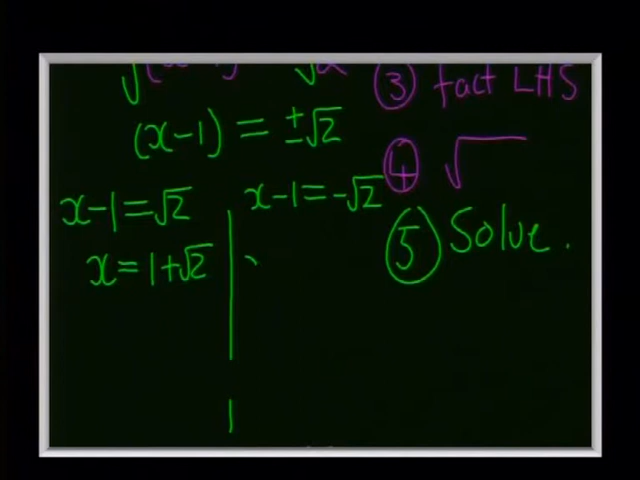 ③ fact LHS
(x-1) = ±√2
④ √
x-1=√2
x-1=-√2
⑤ Solve.
x=1+√2